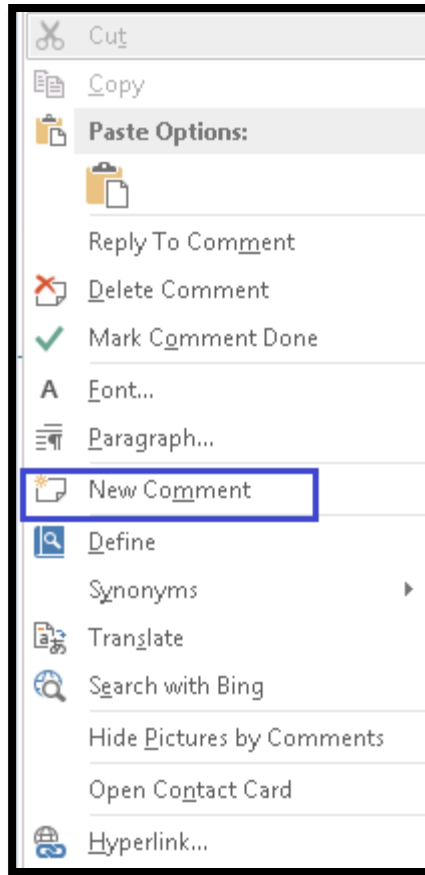 Cut
Copy
Paste Options:
Reply To Comment
Delete Comment
Mark Comment Done
A Font...
Paragraph...
New Comment
Define
Synonyms
Translate
Search with Bing
Hide Pictures by Comments
Open Contact Card
Hyperlink...